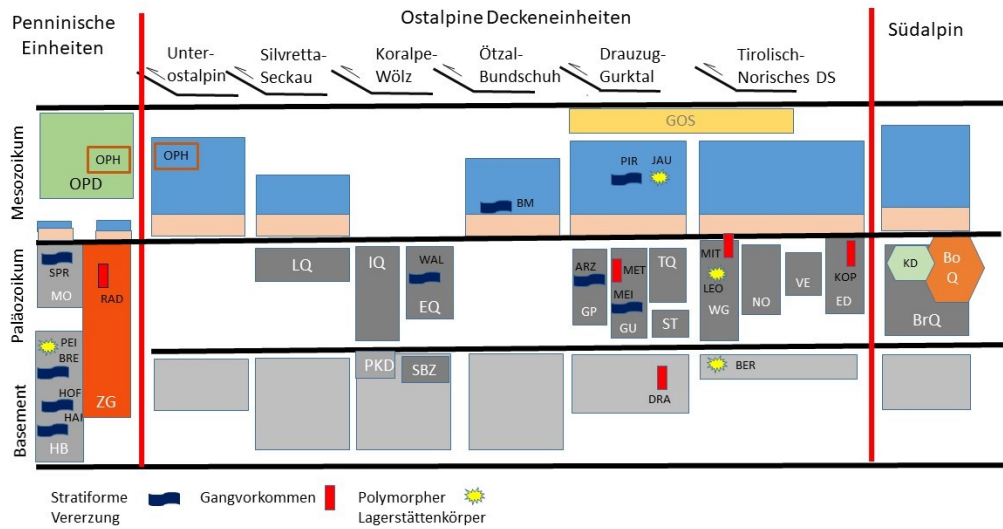 Penninische
Einheiten
Ostalpine Deckeneinheiten
Südalpin
Unter-
ostalpin
Silvretta-
Seckau
Koralpe-
Wölz
Ötzal-
Bundschuh
Drauzug-
Gurktal
Tirolisch-
Norisches DS
Mesozoikum
GOS
OPH
OPD
OPH
BM
PIR
JAU
Paläozoikum
SPR
MO
RAD
LQ
IQ
WAL
EQ
ARZ
GP
MET
MEI
GU
TQ
ST
MIT
LEO
WG
NO
VE
KOP
ED
KD
Bo
Q
BrQ
Basement
PEI
BRE
HOF
HAI
HB
ZG
PKD
SBZ
DRA
BER
Stratiforme
Vererzung
Gangvorkommen
Polymorpher
Lagerstättenkörper